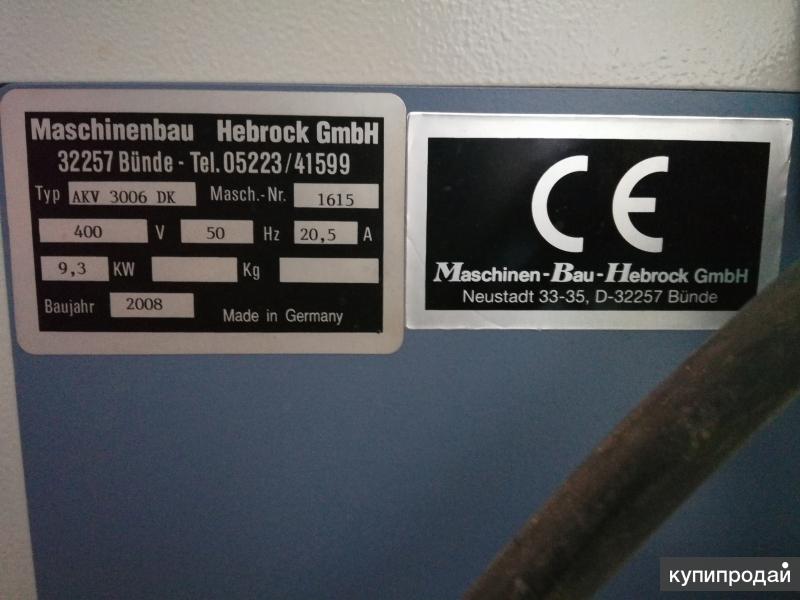 Maschinenbau Hebrock GmbH
32257 Bünde - Tel. 05223/41599
Typ AKV 3006 DK Masch.-Nr. 1615
400 V 50 Hz 20,5 A
9,3 KW Kg
Baujahr 2008 Made in Germany
CE
Maschinen-Bau-Hebrock GmbH
Neustadt 33-35, D-32257 Bünde
купипродай